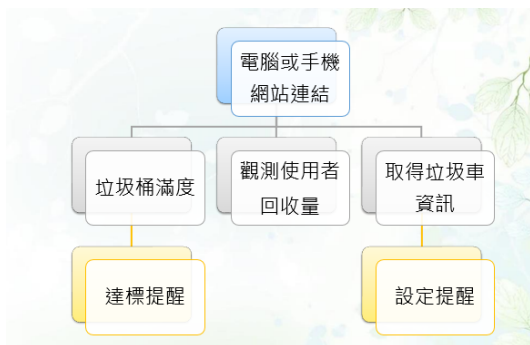 電腦或手機
網站連結
垃圾桶滿度
觀測使用者
回收量
取得垃圾車
資訊
達標提醒
設定提醒